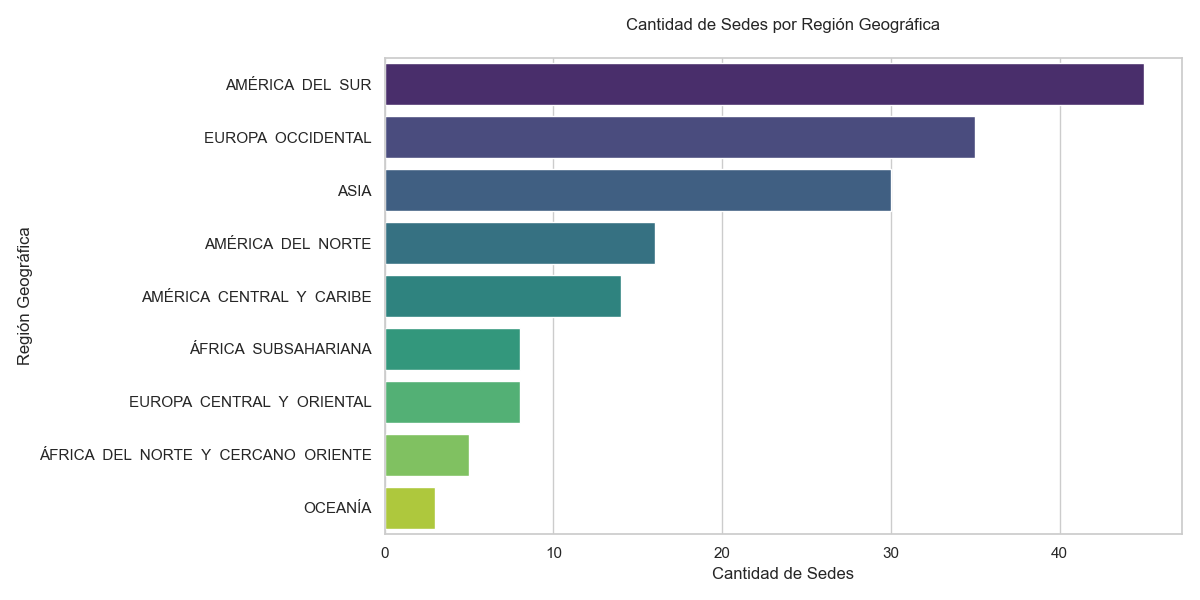 Cantidad de Sedes por Región Geográfica
Región Geográfica
AMÉRICA DEL SUR
EUROPA OCCIDENTAL
ASIA
AMÉRICA DEL NORTE
AMÉRICA CENTRAL Y CARIBE
ÁFRICA SUBSAHARIANA
EUROPA CENTRAL Y ORIENTAL
ÁFRICA DEL NORTE Y CERCANO ORIENTE
OCEANÍA
0 10 20 30 40
Cantidad de Sedes